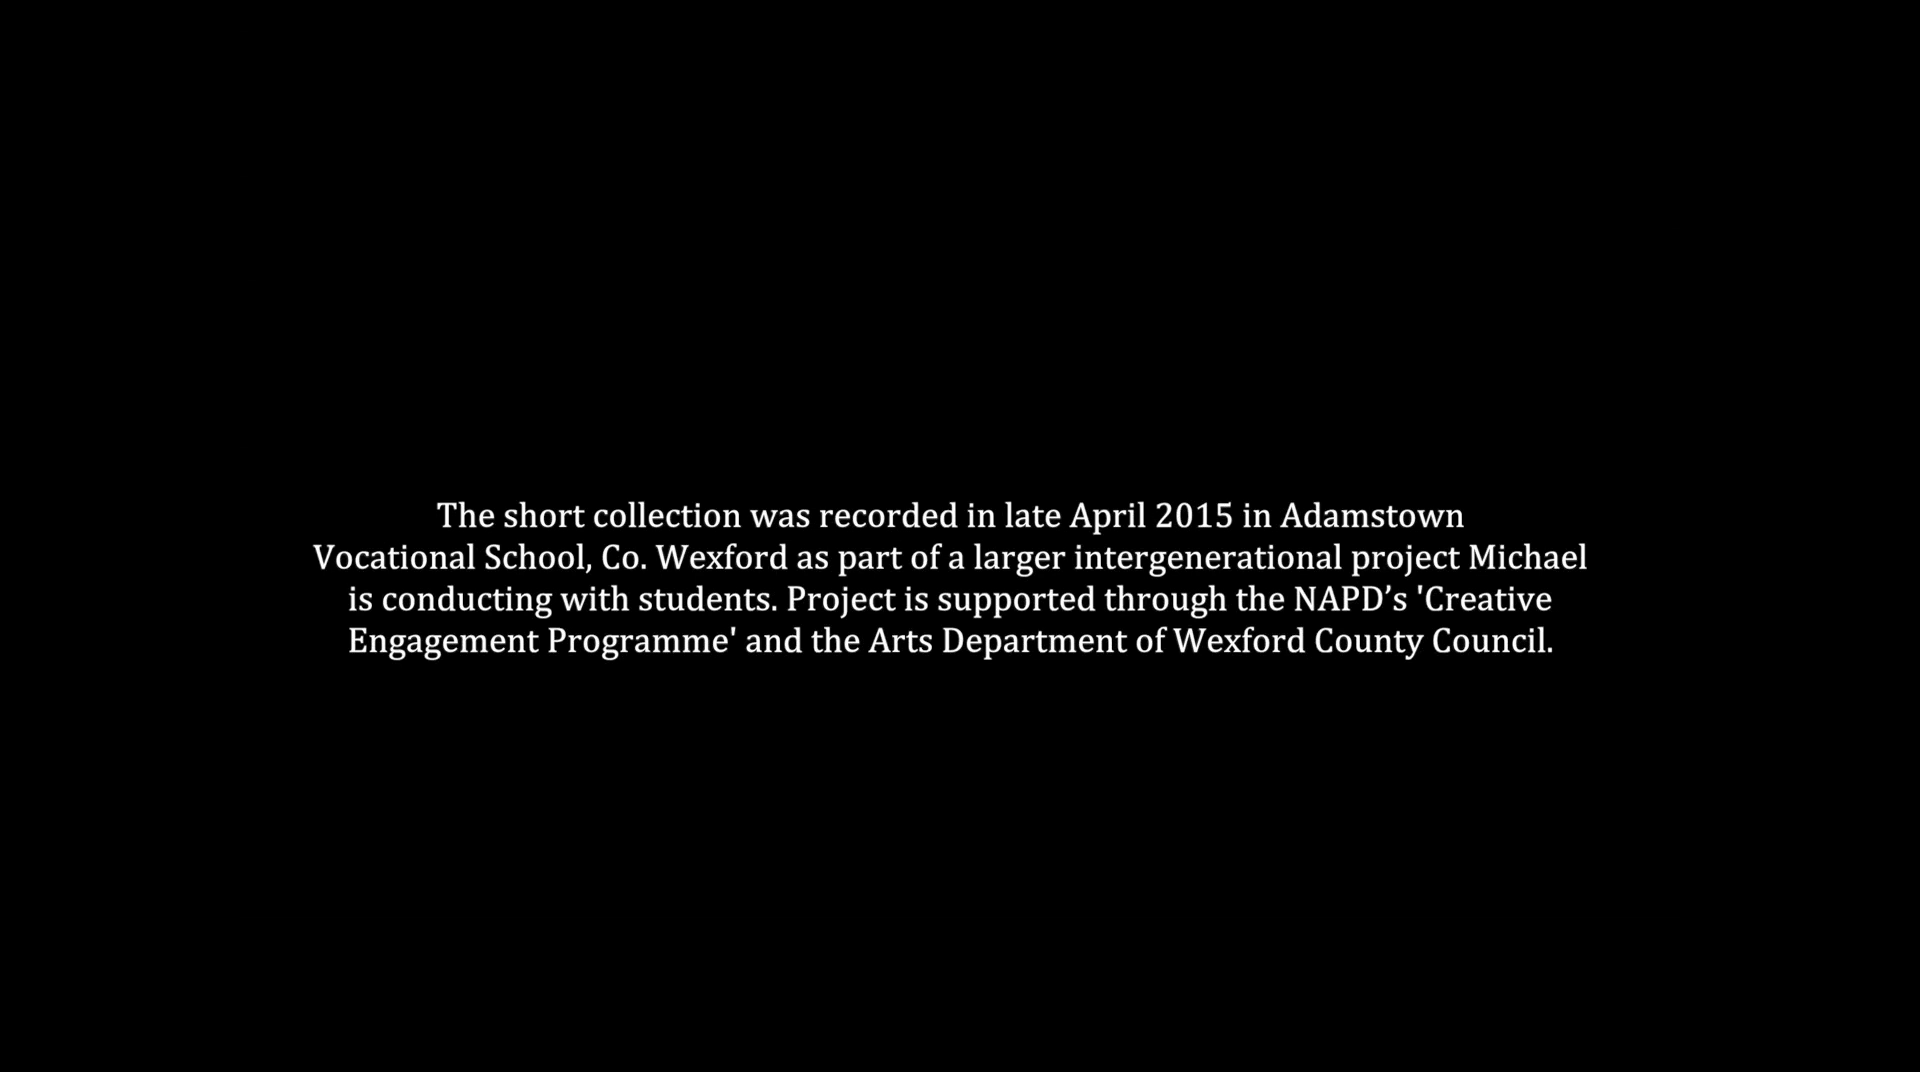 The short collection was recorded in late April 2015 in Adamstown
Vocational School, Co. Wexford as part of a larger intergenerational project Michael
is conducting with students. Project is supported through the NAPD’s 'Creative
Engagement Programme' and the Arts Department of Wexford County Council.